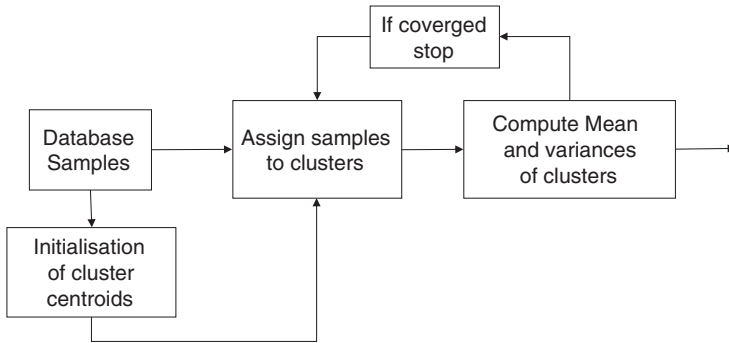 If coverged
stop
Database
Samples
Assign samples
to clusters
Compute Mean
and variances
of clusters
Initialisation
of cluster
centroids